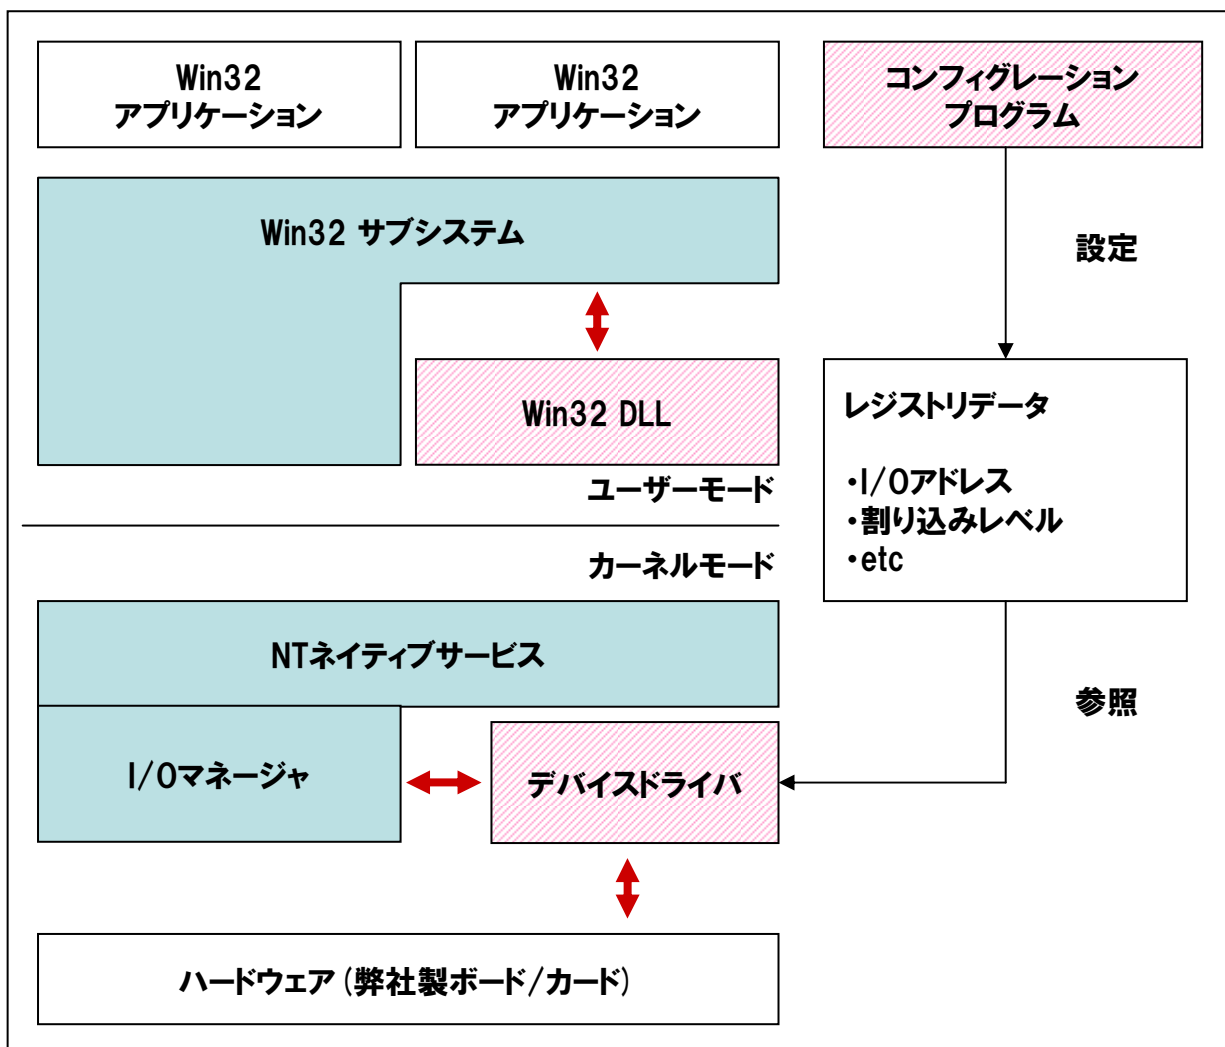 Win32
アプリケーション
Win32
アプリケーション
コンフィグレーション
プログラム
Win32 サブシステム
設定
Win32 DLL
レジストリデータ
・I/Oアドレス
・割り込みレベル
・etc
ユーザーモード
カーネルモード
NTネイティブサービス
参照
I/Oマネージャ
デバイスドライバ
ハードウェア(弊社製ボード/カード)